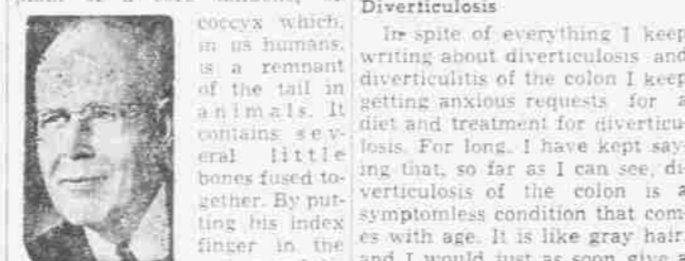 coccyx which,
in us humans,
is a remnant
of the tail in
animals. It
contains sev-
eral little
bones fused to-
gether. By put-
ting his index
finger in the
Diverticulosis
In spite of everything I keep
writing about diverticulosis and
diverticulitis of the colon I keep
getting anxious requests for a
diet and treatment for diverticu-
losis. For long, I have kept say-
ing that, so far as I can see, di-
verticulosis of the colon is a
symptomless condition that com-
es with age. It is like gray hair,
and I would just as soon give a